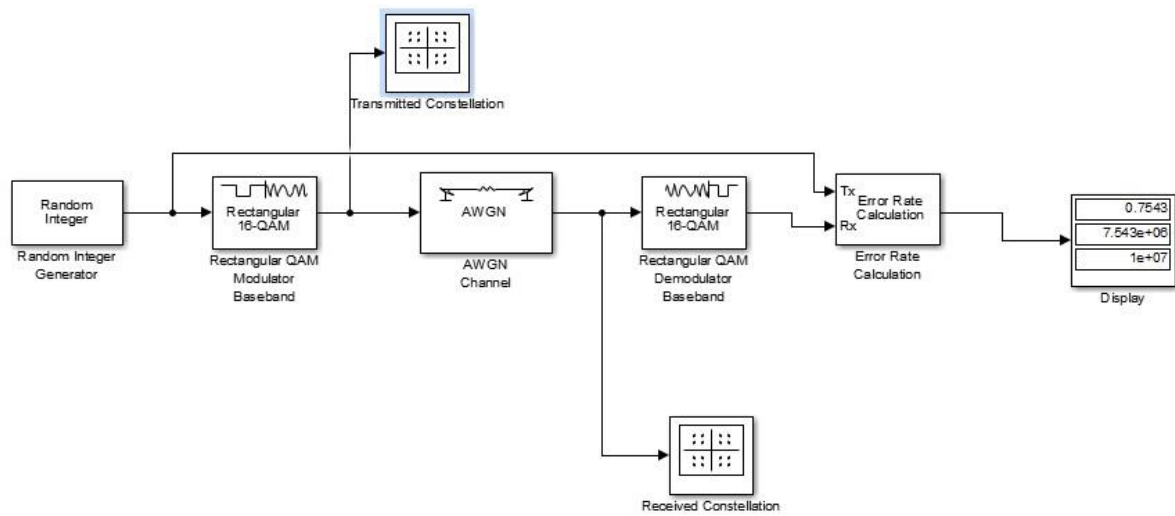 Transmitted Constellation
Random
Integer
Random Integer
Generator
Rectangular
16-QAM
Rectangular QAM
Modulator
Baseband
AWGN
AWGN
Channel
Rectangular
16-QAM
Rectangular QAM
Demodulator
Baseband
Tx
Rx
Error Rate
Calculation
Error Rate
Calculation
0.7543
7.543e+06
1e+07
Display
Received Constellation